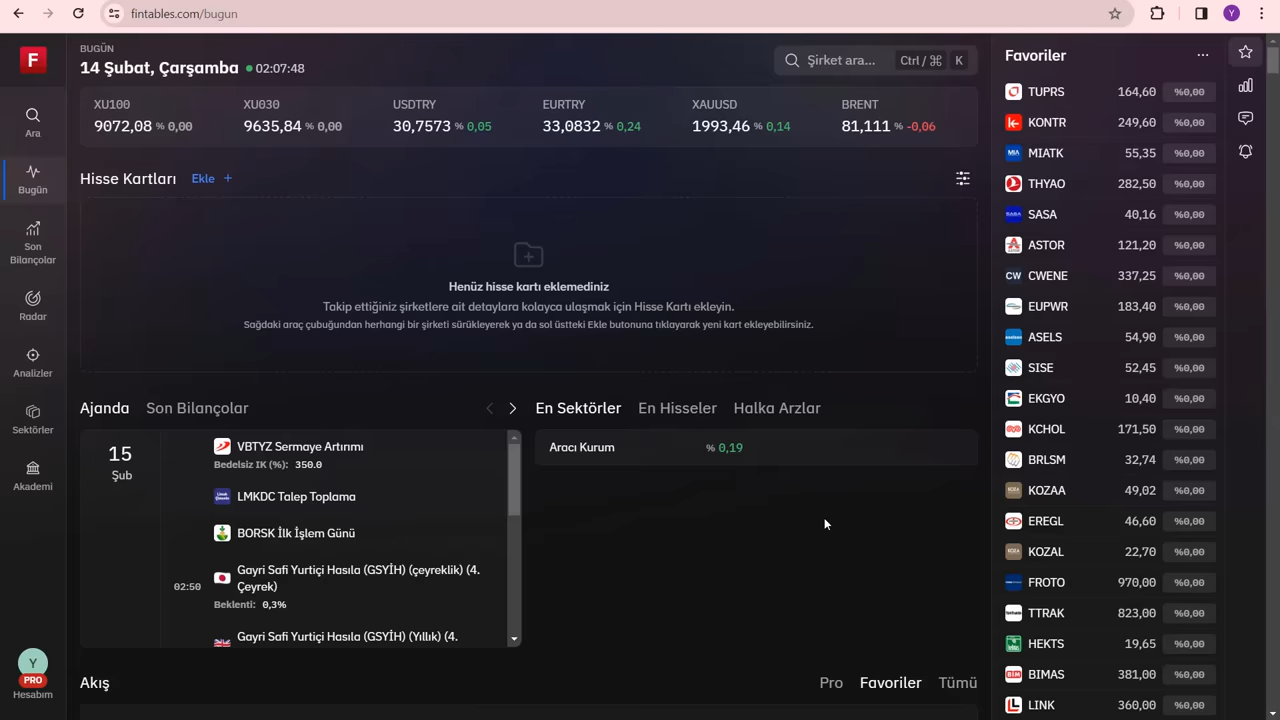 fintables.com/bugun
Y
F
Ara
Bugün
Son
Bilançolar
Radar
Analizler
Sektörler
Akademi
Y
PRO
Hesabım
BUGÜN
14 Şubat, Çarşamba 02:07:48
Şirket ara... Ctrl / ⌘ K
XU100 XU030 USDTRY EURTRY XAUUSD BRENT
9072,08 % 0,00 9635,84 % 0,00 30,7573 % 0,05 33,0832 % 0,24 1993,46 % 0,14 81,111 % -0,06
Hisse Kartları Ekle +
Henüz hisse kartı eklemediniz
Takip ettiğiniz şirketlere ait detaylara kolayca ulaşmak için Hisse Kartı ekleyin.
Sağdaki araç çubuğundan herhangi bir şirketi sürükleyerek ya da sol üstteki Ekle butonuna tıklayarak yeni kart ekleyebilirsiniz.
Ajanda Son Bilançolar
15
Şub
VBTYZ Sermaye Artırımı
Bedelsiz IK (%): 350.0
LMKDC Talep Toplama
BORSK İlk İşlem Günü
02:50
Gayri Safi Yurtiçi Hasıla (GSYİH) (çeyreklik) (4.
Çeyrek)
Beklenti: 0,3%
Gayri Safi Yurtiçi Hasıla (GSYİH) (Yıllık) (4.
En Sektörler En Hisseler Halka Arzlar
Aracı Kurum % 0,19
Akış
Pro Favoriler Tümü
Favoriler ...
TUPRS 164,60 %0,00
KONTR 249,60 %0,00
MIA MIATK 55,35 %0,00
THYAO 282,50 %0,00
SASA SASA 40,16 %0,00
ASTOR 121,20 %0,00
CW CWENE 337,25 %0,00
EUPWR 183,40 %0,00
aselsan ASELS 54,90 %0,00
SISE 52,45 %0,00
EKGYO 10,40 %0,00
KCHOL 171,50 %0,00
BRLSM 32,74 %0,00
KOZA KOZAA 49,02 %0,00
EREGL 46,60 %0,00
KOZA KOZAL 22,70 %0,00
FROTO 970,00 %0,00
TTRAK 823,00 %0,00
HEKTS 19,65 %0,00
BIM BIMAS 381,00 %0,00
L LINK 360,00 %0,00